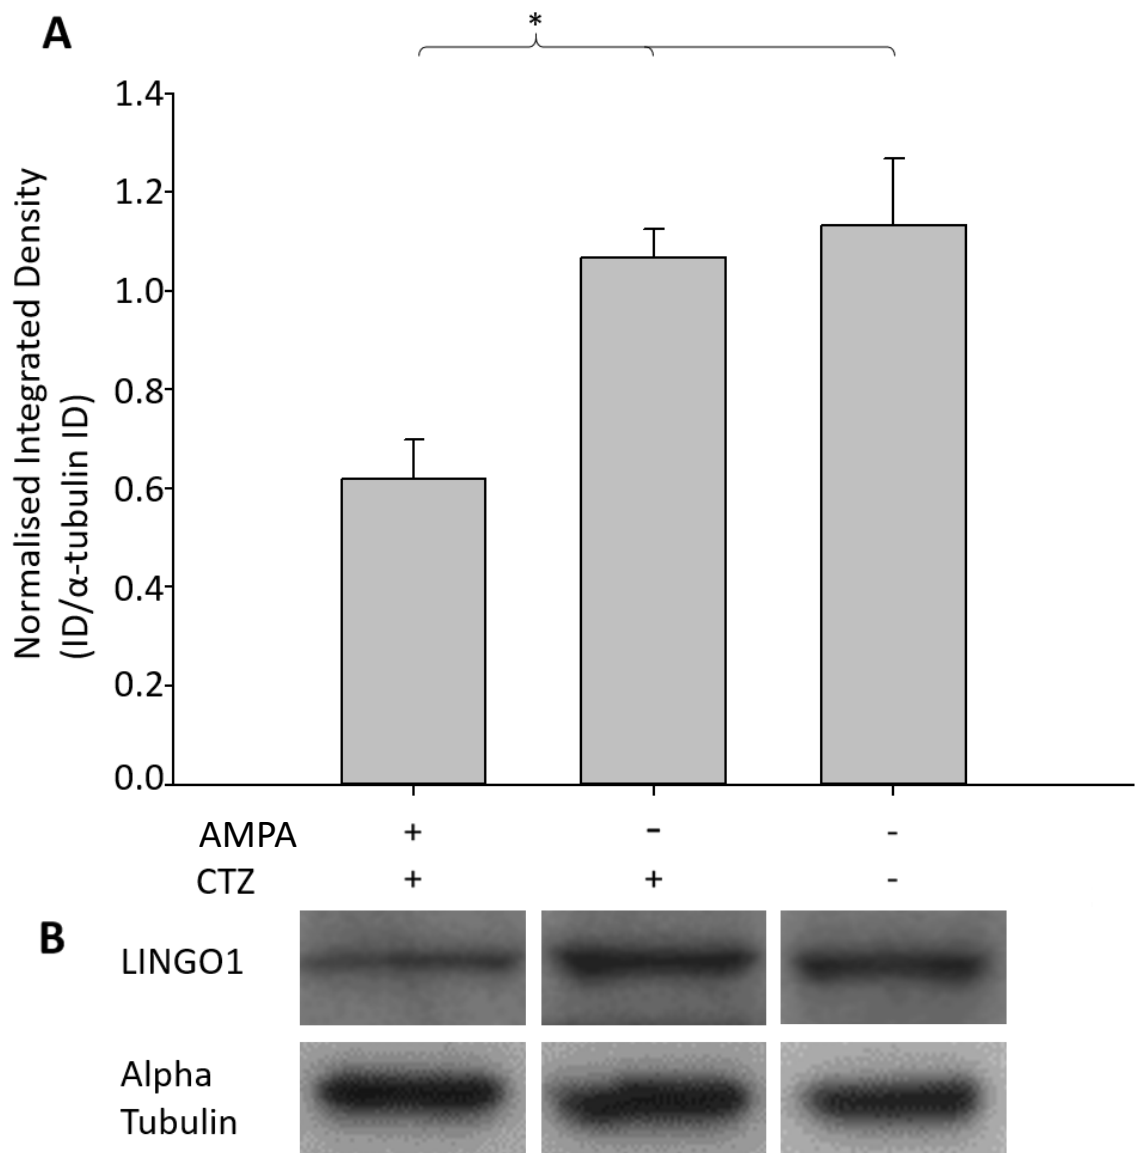 A
*
1.4
1.2
1.0
0.8
0.6
0.4
0.2
0.0
Normalised Integrated Density
(ID/α-tubulin ID)
AMPA + - -
CTZ + + -
B
LINGO1
Alpha
Tubulin